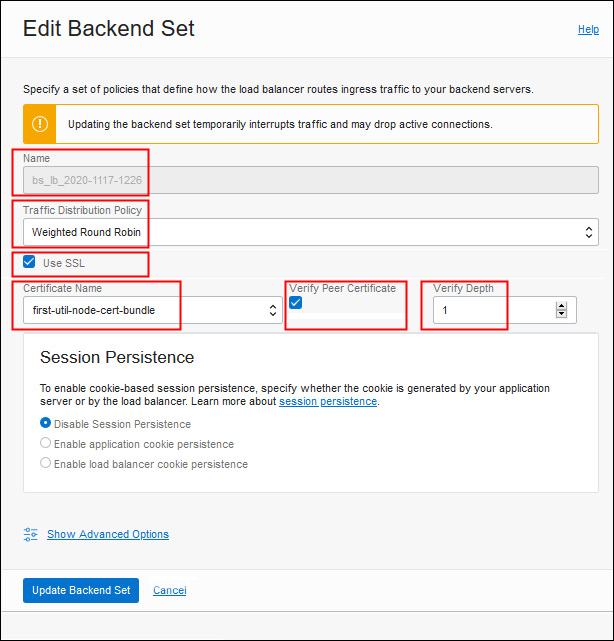 Edit Backend Set
Help
Specify a set of policies that define how the load balancer routes ingress traffic to your backend servers.
Updating the backend set temporarily interrupts traffic and may drop active connections.
Name
bs_lb_2020-1117-1226
Traffic Distribution Policy
Weighted Round Robin
Use SSL
Certificate Name
Verify Peer Certificate
Verify Depth
first-util-node-cert-bundle
1
Session Persistence
To enable cookie-based session persistence, specify whether the cookie is generated by your application
server or by the load balancer. Learn more about session persistence.
Disable Session Persistence
Enable application cookie persistence
Enable load balancer cookie persistence
Show Advanced Options
Update Backend Set
Cancel